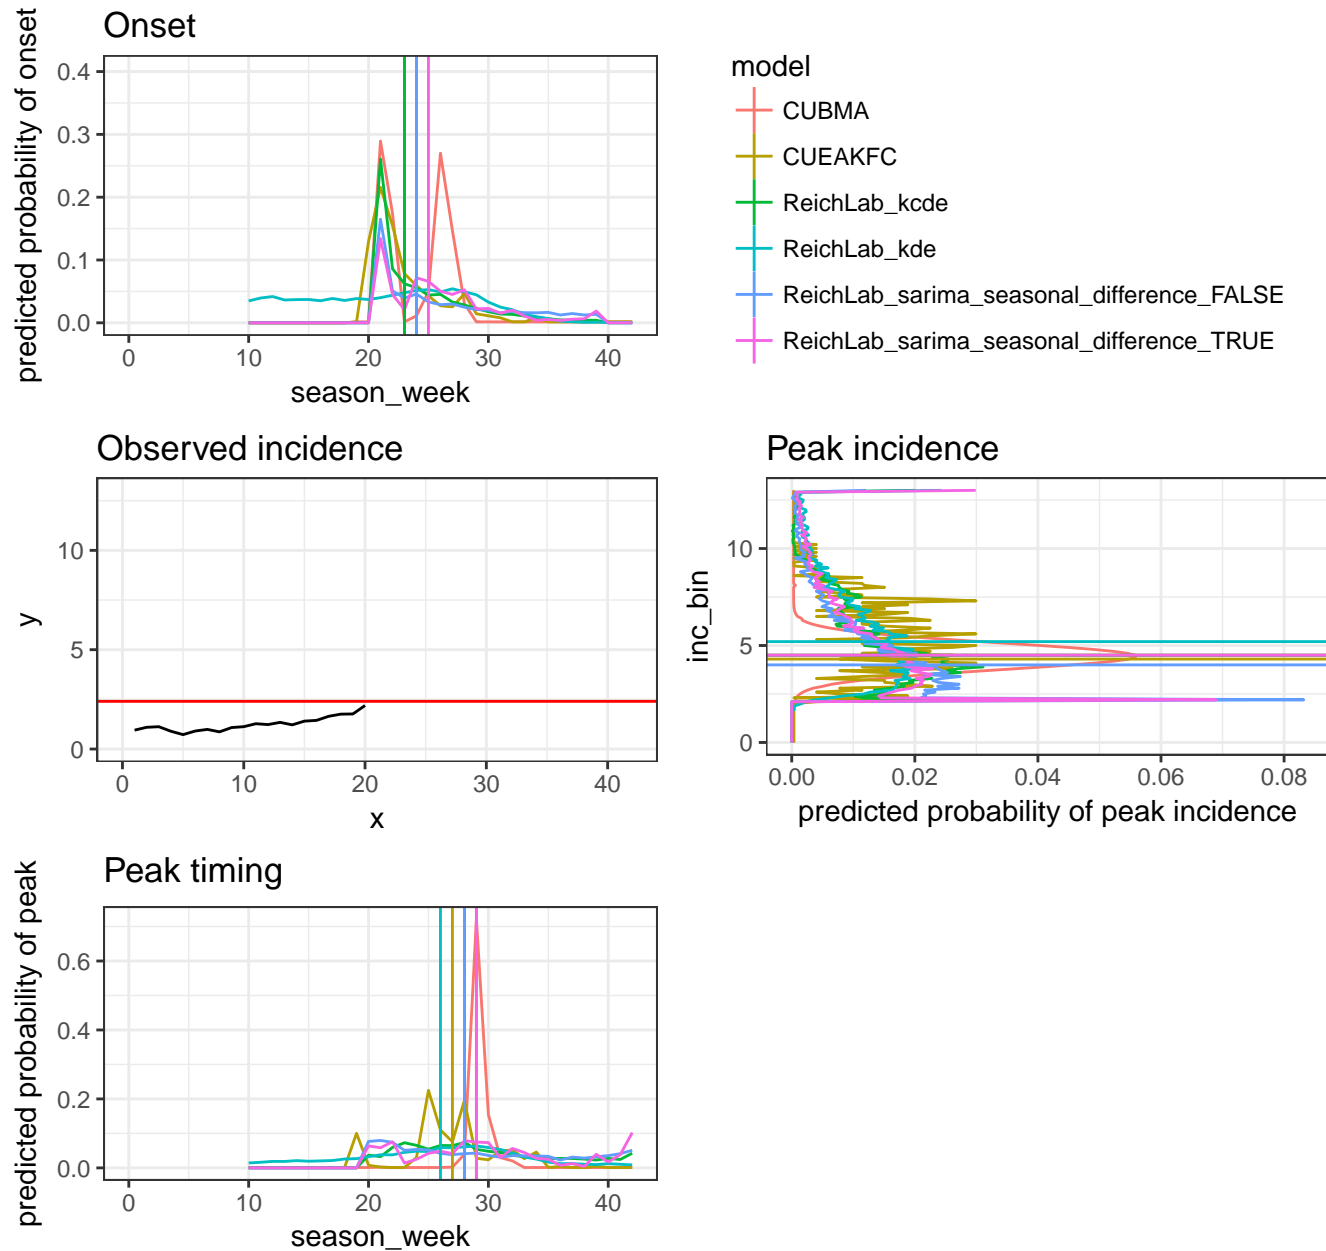 Onset
predicted probability of onset
0.4
0.3
0.2
0.1
0.0
0 10 20 30 40
season_week
model
CUBMA
CUEAKFC
ReichLab_kcde
ReichLab_kde
ReichLab_sarima_seasonal_difference_FALSE
ReichLab_sarima_seasonal_difference_TRUE
Observed incidence
y
10
5
0
0 10 20 30 40
x
Peak incidence
inc_bin
10
5
0
0.00 0.02 0.04 0.06 0.08
predicted probability of peak incidence
Peak timing
predicted probability of peak
0.6
0.4
0.2
0.0
0 10 20 30 40
season_week